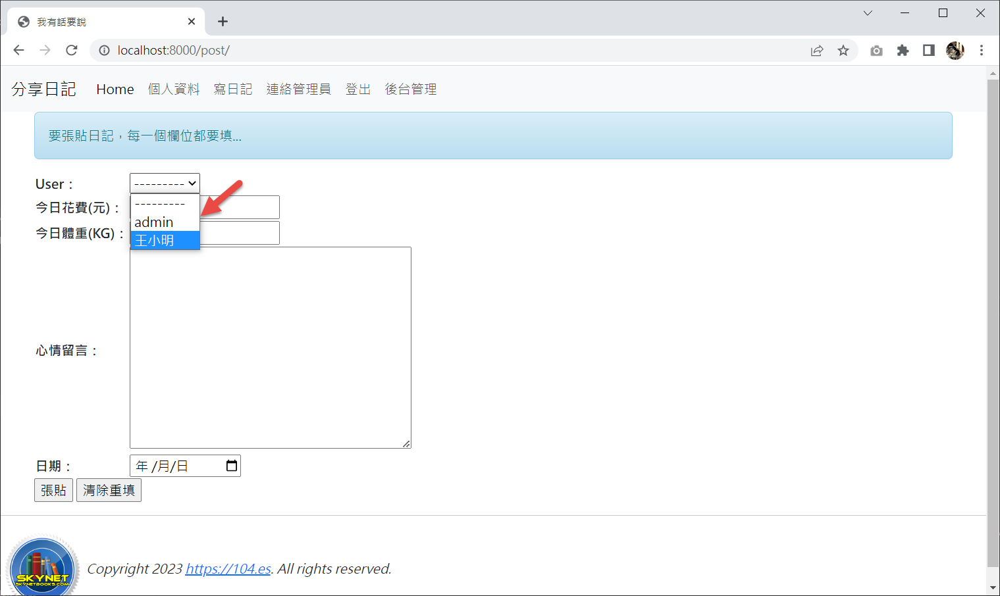 我有話要說
localhost:8000/post/
分享日記 Home 個人資料 寫日記 連絡管理員 登出 後台管理
要張貼日記，每一個欄位都要填...
User： ---------
---------
今日花費(元)：
admin
今日體重(KG)：
王小明
心情留言：
日期： 年 /月/日
張貼 清除重填
SKYNET
SKYNETBOOKS.COM
Copyright 2023 https://104.es. All rights reserved.